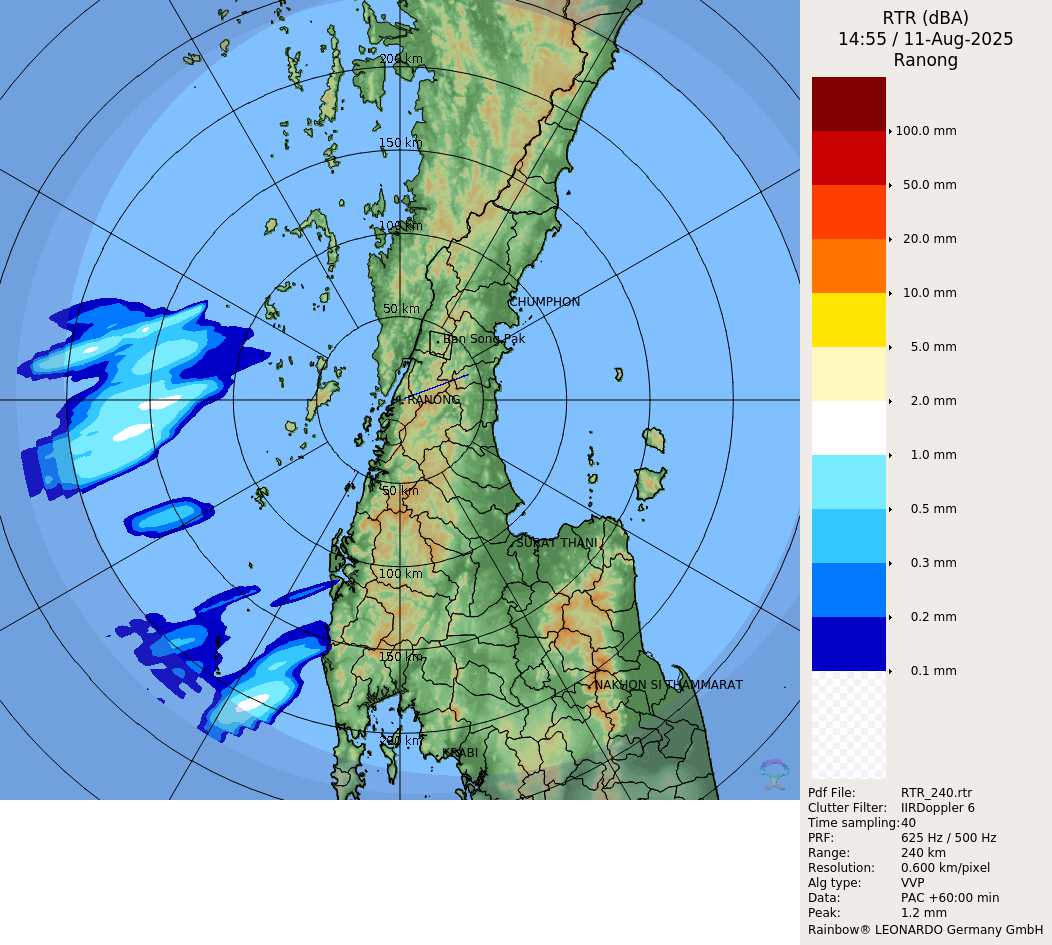 RTR (dBA)
14:55 / 11-Aug-2025
Ranong
200 km
150 km
100 km
50 km
CHUMPHON
Ban Song Pak
RANONG
50 km
SURAT THANI
100 km
150 km
NAKHON SI THAMMARAT
200 km
KRABI
100.0 mm
50.0 mm
20.0 mm
10.0 mm
5.0 mm
2.0 mm
1.0 mm
0.5 mm
0.3 mm
0.2 mm
0.1 mm
Pdf File: RTR_240.rtr
Clutter Filter: IIRDoppler 6
Time sampling:40
PRF: 625 Hz / 500 Hz
Range: 240 km
Resolution: 0.600 km/pixel
Alg type: VVP
Data: PAC +60:00 min
Peak: 1.2 mm
Rainbow® LEONARDO Germany GmbH